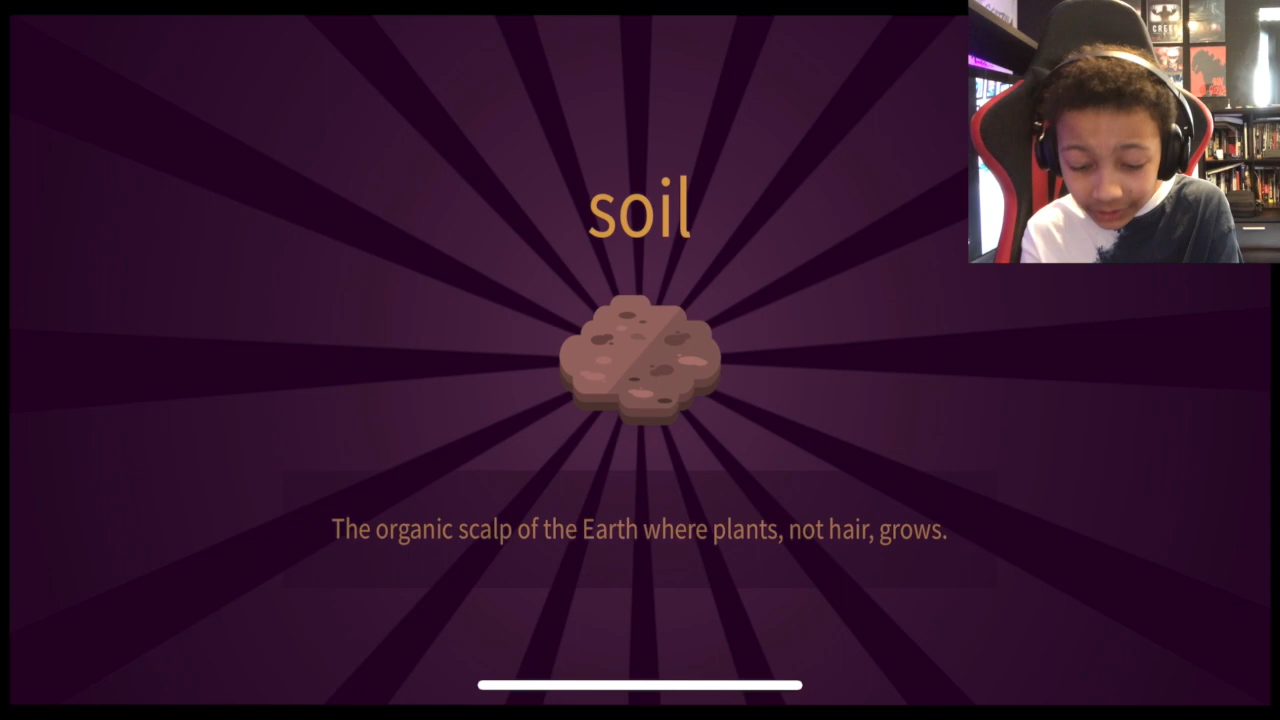 soil
The organic scalp of the Earth where plants, not hair, grows.